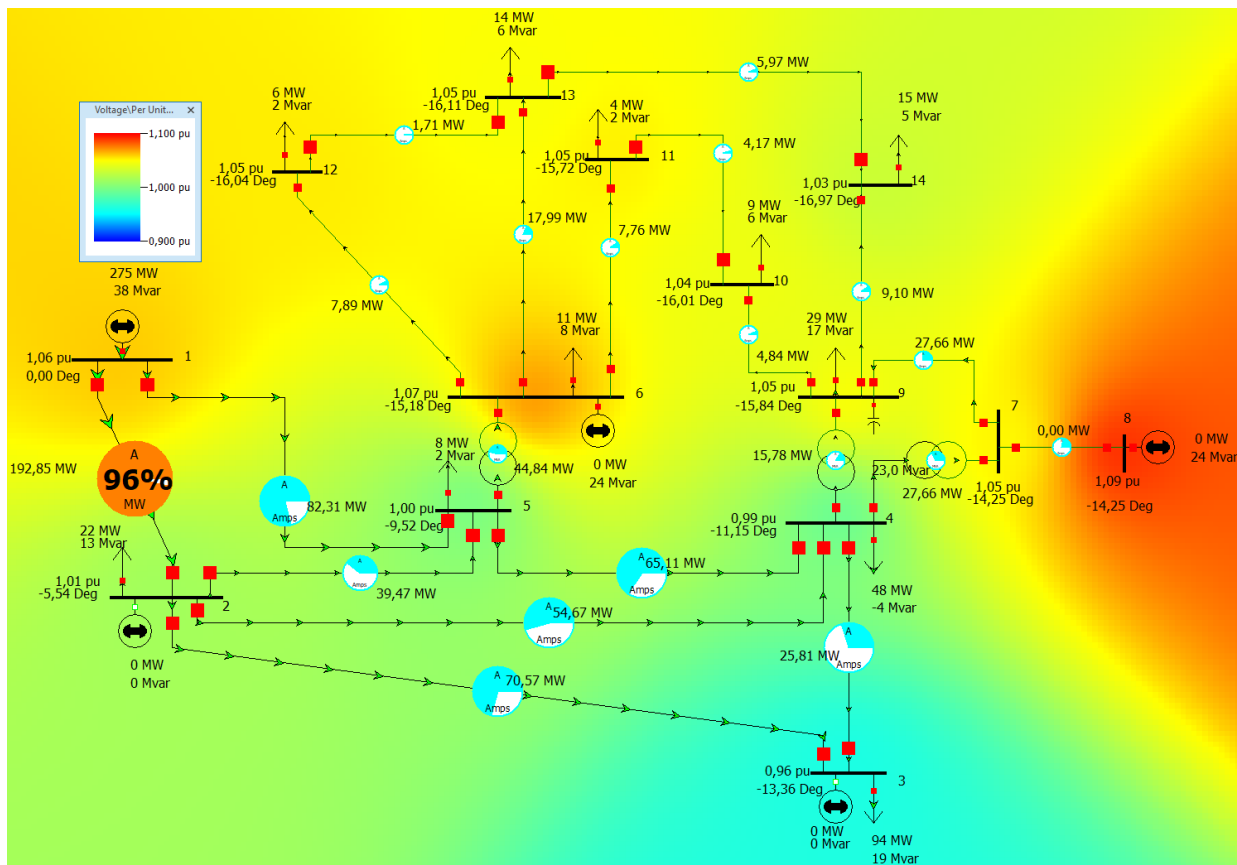 14 MW
6 Mvar
5,97 MW
Voltage\Per Unit...
×
1,100 pu
1,000 pu
0,900 pu
6 MW
2 Mvar
1,05 pu
-16,11 Deg
13
1,71 MW
4 MW
2 Mvar
15 MW
5 Mvar
1,05 pu
-16,04 Deg
12
1,05 pu
-15,72 Deg
11
4,17 MW
1,03 pu
-16,97 Deg
14
17,99 MW
7,76 MW
9 MW
6 Mvar
275 MW
38 Mvar
1,04 pu
-16,01 Deg
10
7,89 MW
9,10 MW
11 MW
8 Mvar
29 MW
17 Mvar
27,66 MW
1,06 pu
0,00 Deg
1
4,84 MW
1,07 pu
-15,18 Deg
6
1,05 pu
-15,84 Deg
9
7
8
0,00 MW
0 MW
24 Mvar
A
96%
MW
192,85 MW
8 MW
2 Mvar
44,84 MW
0 MW
24 Mvar
15,78 MW
23,0 Mvar
27,66 MW
1,05 pu
-14,25 Deg
1,09 pu
-14,25 Deg
A
Amps
82,31 MW
1,00 pu
-9,52 Deg
5
0,99 pu
-11,15 Deg
4
22 MW
13 Mvar
1,01 pu
-5,54 Deg
2
A
Amps
39,47 MW
A
Amps
65,11 MW
48 MW
-4 Mvar
A
Amps
54,67 MW
0 MW
0 Mvar
A
Amps
25,81 MW
A
Amps
70,57 MW
0,96 pu
-13,36 Deg
3
0 MW
0 Mvar
94 MW
19 Mvar